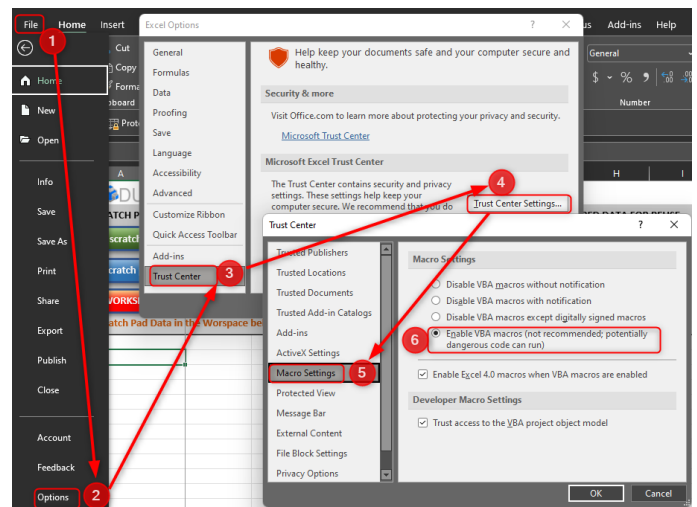 File
Home
Insert
Excel Options
?
Add-ins
Help
1
Cut
Copy
General
Formulas
Data
Proofing
Save
Language
Accessibility
Advanced
Customize Ribbon
Quick Access Toolbar
Add-ins
Trust Center
3
Help keep your documents safe and your computer secure and
healthy.
Security & more
Visit Office.com to learn more about protecting your privacy and security.
Microsoft Trust Center
Microsoft Excel Trust Center
The Trust Center contains security and privacy
settings. These settings help keep your
computer secure. We recommend that you do
4
Trust Center Settings...
General
$ % 9
Number
A
H
I
Home
New
Open
Info
Save
Save As
Print
Share
Export
Publish
Close
Account
Feedback
Options
2
Trust Center
?
Trusted Publishers
Trusted Locations
Trusted Documents
Trusted Add-in Catalogs
Add-ins
ActiveX Settings
Macro Settings
5
Protected View
Message Bar
External Content
File Block Settings
Privacy Options
Macro Settings
Disable VBA macros without notification
Disable VBA macros with notification
Disable VBA macros except digitally signed macros
6
Enable VBA macros (not recommended; potentially
dangerous code can run)
Enable Excel 4.0 macros when VBA macros are enabled
Developer Macro Settings
Trust access to the VBA project object model
OK
Cancel